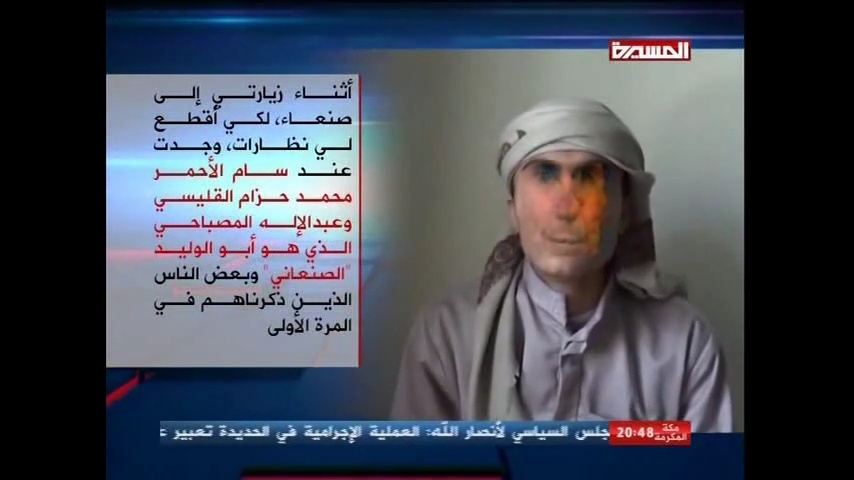 المسيرة
أثناء زيارتي إلى
صنعاء، لكي أقطع
لي نظارات، وجدت
عند سام الأحمر
محمد حزام القليسي
وعبدالإله المصباحي
الذي هو أبو الوليد
"الصنعاني" وبعض الناس
الذين ذكرناهم في
المرة الأولى
مكة المكرمة 20:48
جلس السياسي لأنصار الله: العملية الإجرامية في الحديدة تعبير